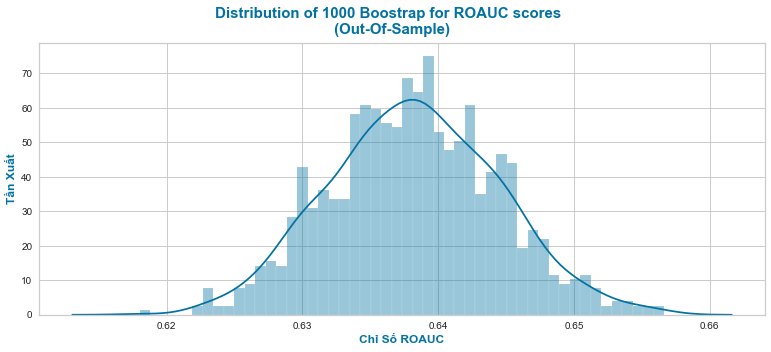 Distribution of 1000 Boostrap for ROAUC scores
(Out-Of-Sample)
Tần Xuất
70
60
50
40
30
20
10
0
0.62 0.63 0.64 0.65 0.66
Chỉ Số ROAUC